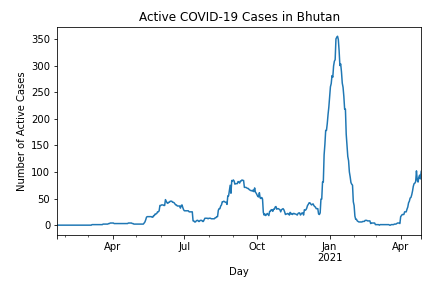 Active COVID-19 Cases in Bhutan
350
300
250
200
150
100
50
0
Number of Active Cases
Apr Jul Oct Jan Apr
2021
Day